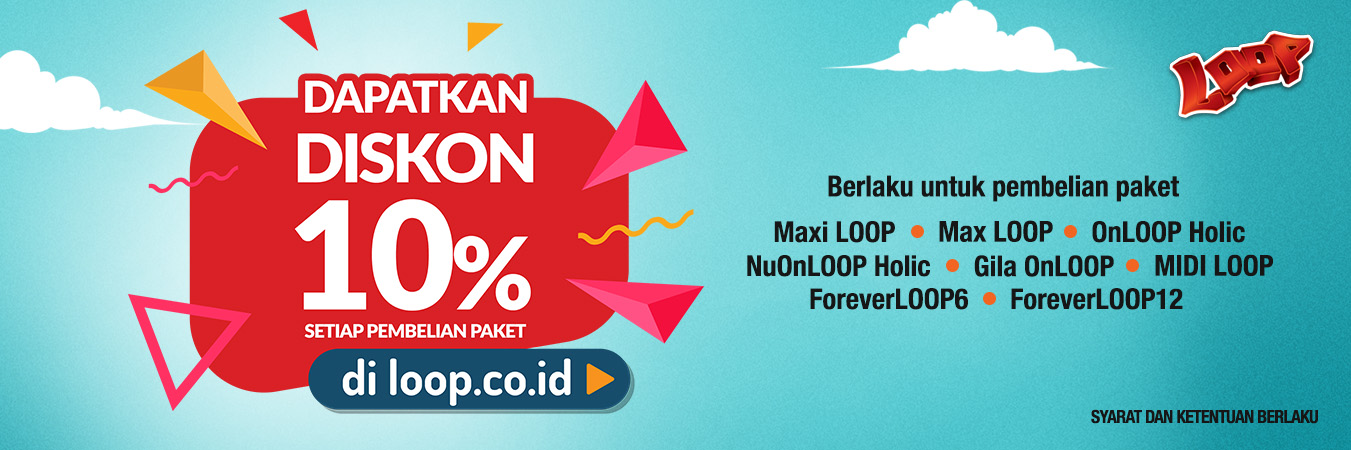 DAPATKAN
DISKON
10%
SETIAP PEMBELIAN PAKET
di loop.co.id
LOOP
Berlaku untuk pembelian paket
Maxi LOOP • Max LOOP • OnLOOP Holic
NuOnLOOP Holic • Gila OnLOOP • MIDI LOOP
ForeverLOOP6 • ForeverLOOP12
SYARAT DAN KETENTUAN BERLAKU